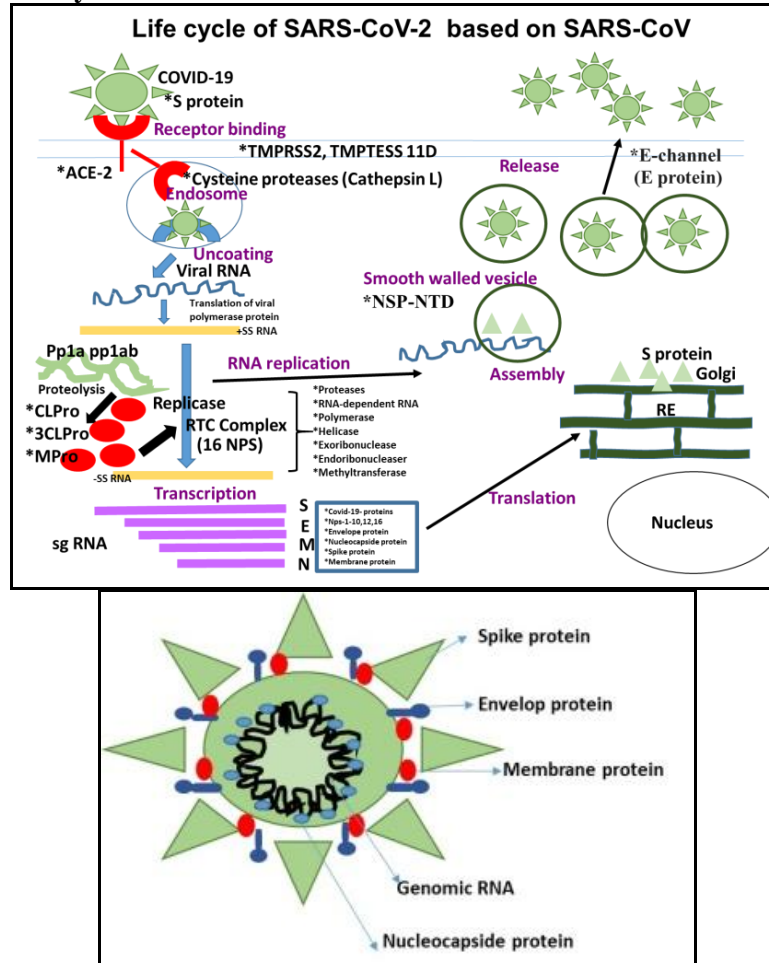 Life cycle of SARS-CoV-2 based on SARS-CoV
COVID-19
*S protein
Receptor binding
*ACE-2
*TMPRSS2, TMPTESS 11D
*Cysteine proteases (Cathepsin L)
Endosome
Uncoating
Viral RNA
Translation of viral
polymerase protein
+SS RNA
Pp1a pp1ab
Proteolysis
*CLPro
*3CLPro
*MPro
Replicase
RTC Complex
(16 NPS)
-SS RNA
RNA replication
*Proteases
*RNA-dependent RNA
*Polymerase
*Helicase
*Exoribonuclease
*Endoribonucleaser
*Methyltransferase
Transcription
sg RNA
S
E
M
N
*Covid-19- proteins
*Nps-1-10,12,16
*Envelope protein
*Nucleocapside protein
*Spike protein
*Membrane protein
Translation
Smooth walled vesicle
*NSP-NTD
Assembly
Release
*E-channel
(E protein)
S protein
Golgi
RE
Nucleus
Spike protein
Envelop protein
Membrane protein
Genomic RNA
Nucleocapside protein